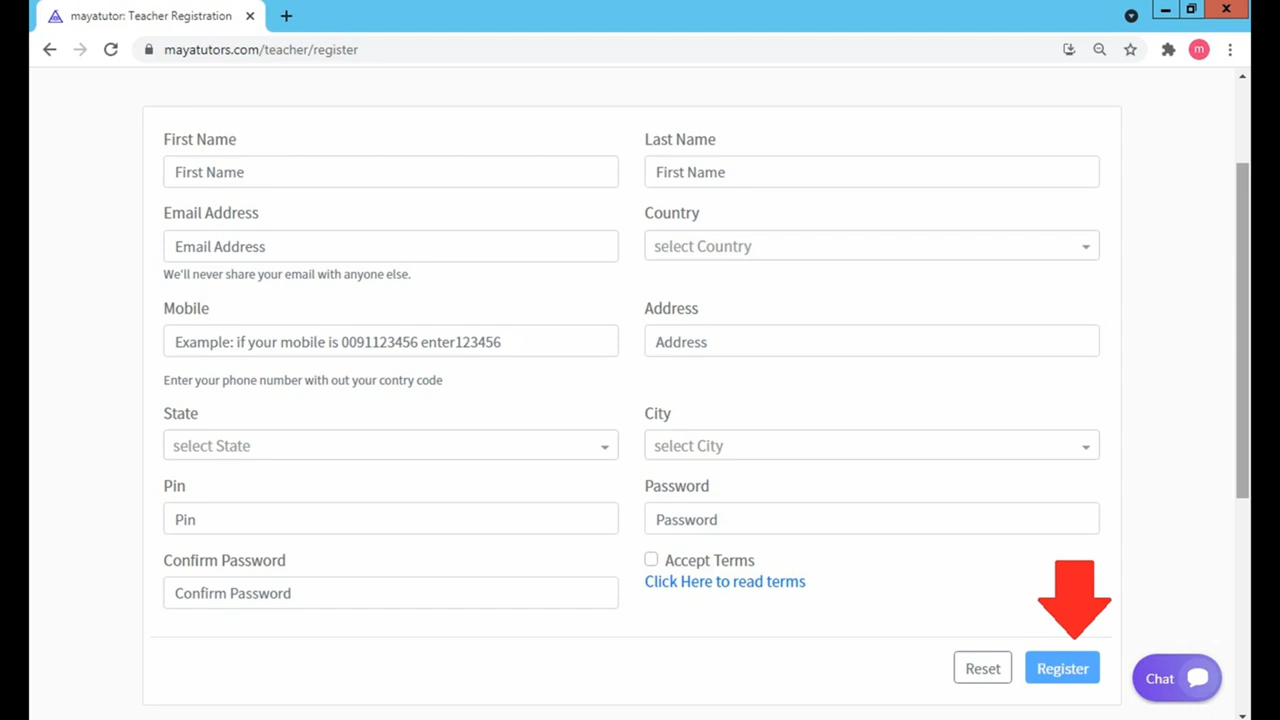 mayatutor: Teacher Registration
mayatutors.com/teacher/register
m
First Name
Last Name
First Name
First Name
Email Address
Country
Email Address
select Country
We'll never share your email with anyone else.
Mobile
Address
Example: if your mobile is 0091123456 enter123456
Address
Enter your phone number with out your contry code
State
City
select State
select City
Pin
Password
Pin
Password
Confirm Password
Accept Terms
Click Here to read terms
Confirm Password
Reset
Register
Chat